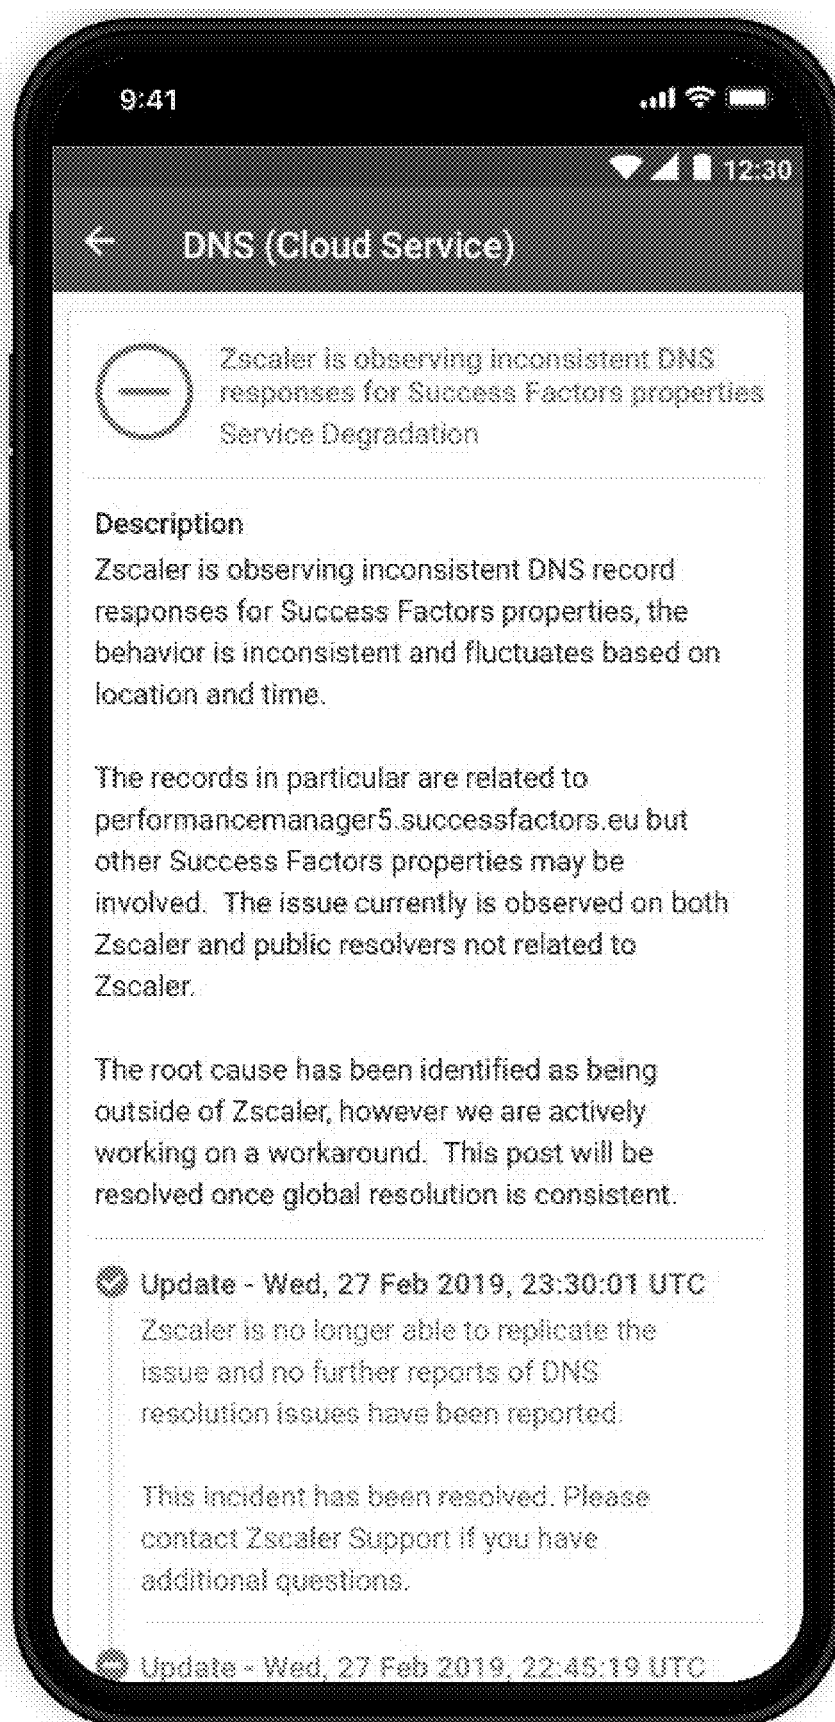 9:41
12:30
DNS (Cloud Service)
Zscaler is observing inconsistent DNS
responses for Success Factors properties
Service Degradation
Description
Zscaler is observing inconsistent DNS record
responses for Success Factors properties, the
behavior is inconsistent and fluctuates based on
location and time.
The records in particular are related to
performancemanager5.successfactors.eu but
other Success Factors properties may be
involved.  The issue currently is observed on both
Zscaler and public resolvers not related to
Zscaler.
The root cause has been identified as being
outside of Zscaler, however we are actively
working on a workaround.  This post will be
resolved once global resolution is consistent.
Update - Wed, 27 Feb 2019, 23:30:01 UTC
Zscaler is no longer able to replicate the
issue and no further reports of DNS
resolution issues have been reported.
This incident has been resolved. Please
contact Zscaler Support if you have
additional questions.
Update - Wed, 27 Feb 2019, 22:45:19 UTC